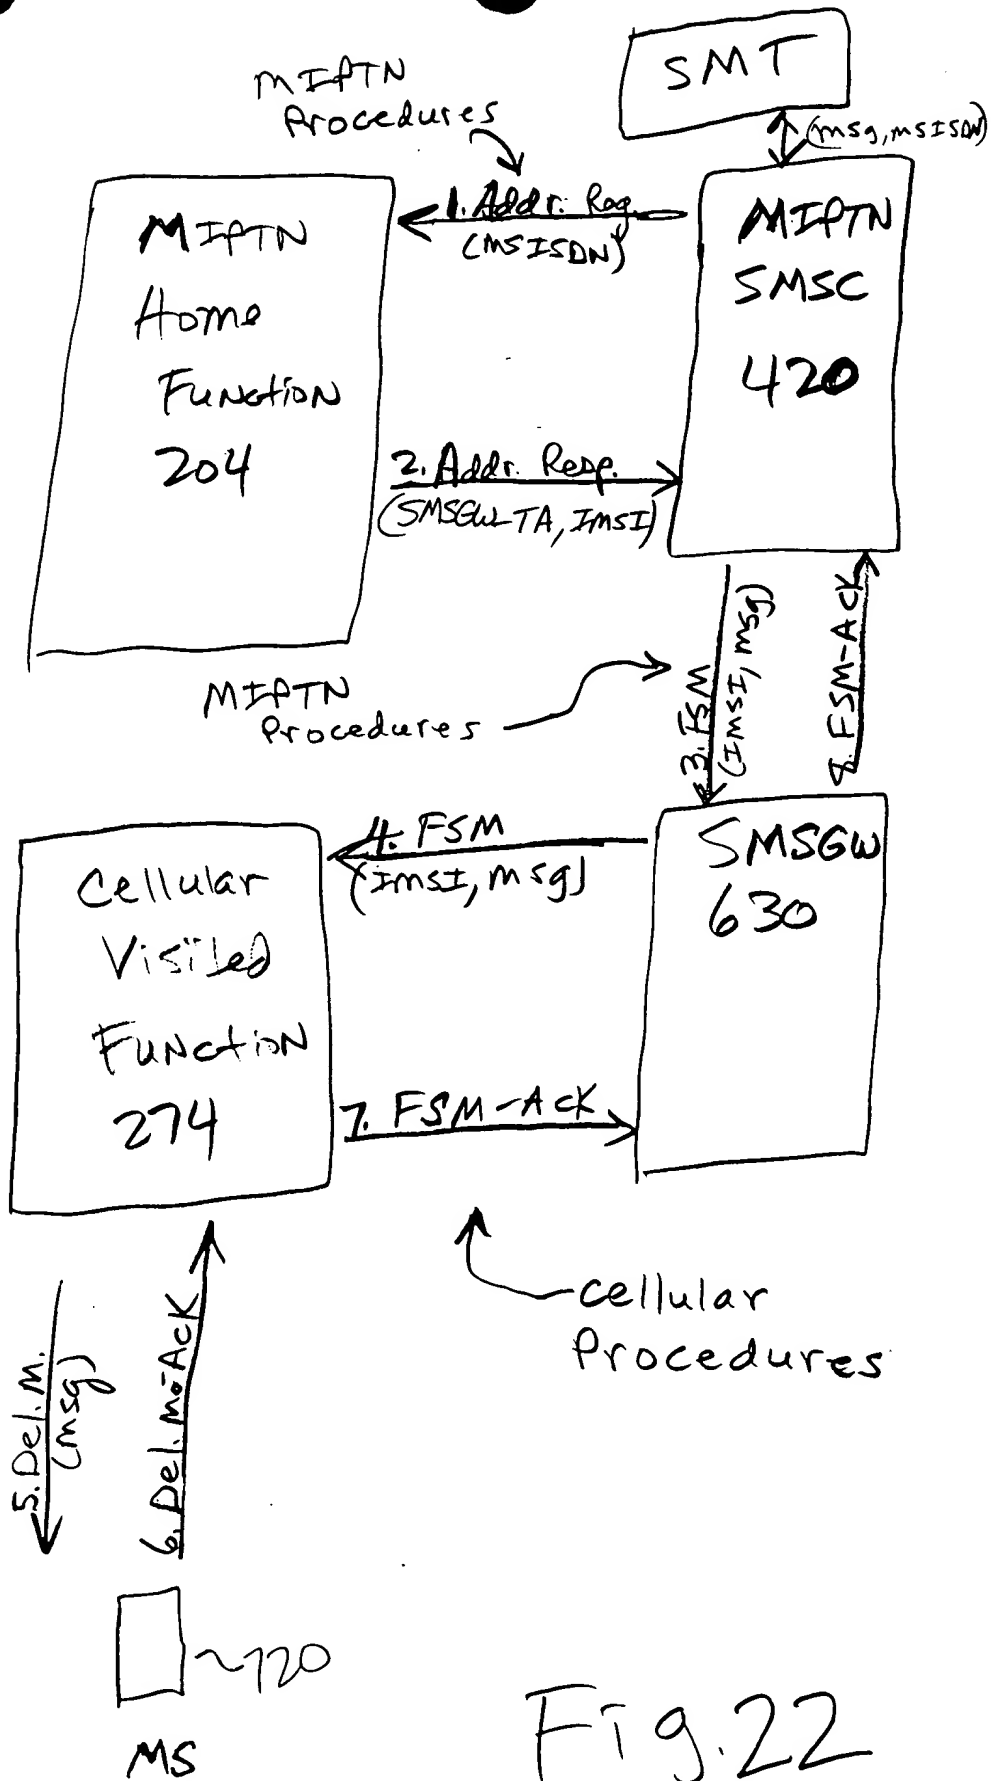 SMT
(msg, MSISDN)
MIPTN
Procedures
1. Addr. Req.
(MSISDN)
MIPTN
Home
Function
204
MIPTN
SMSC
420
2. Addr. Resp.
(SMSGW-TA, IMSI)
3. FSM
(IMSI, msg)
8. FSM-Ack
MIPTN
Procedures
4. FSM
(IMSI, msg)
SMSGW
630
Cellular
Visited
Function
274
7. FSM-Ack
Cellular
Procedures
5. Del. M.
(msg)
6. Del. M.-Ack
120
MS
Fig. 22